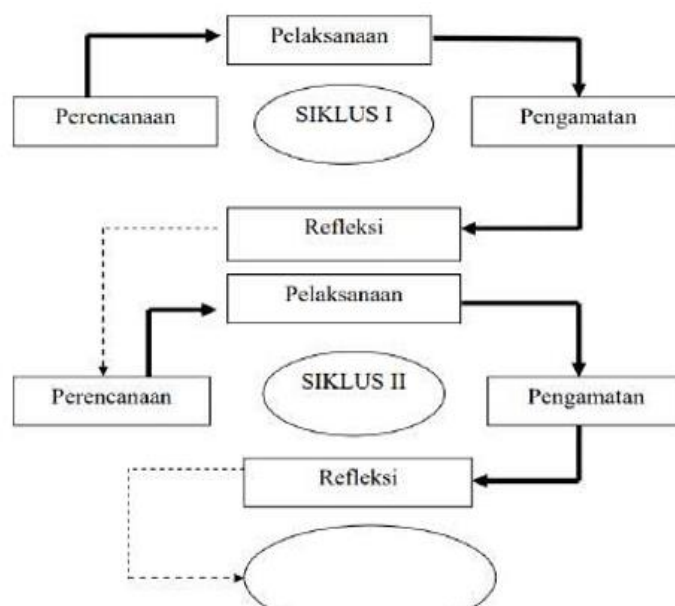 Pelaksanaan
Perencanaan
SIKLUS I
Pengamatan
Refleksi
Pelaksanaan
Perencanaan
SIKLUS II
Pengamatan
Refleksi